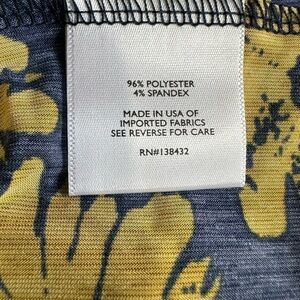 96% POLYESTER
4% SPANDEX
MADE IN USA OF
IMPORTED FABRICS
SEE REVERSE FOR CARE
RN#138432